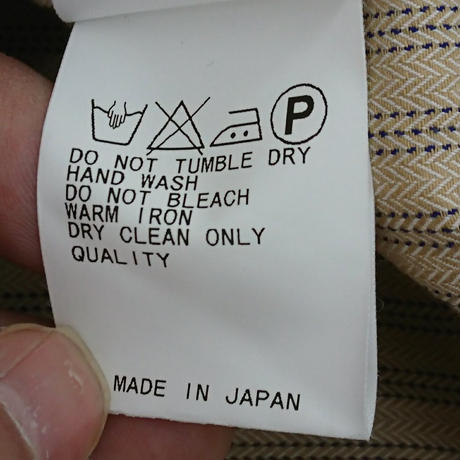 P
DO NOT TUMBLE DRY
HAND WASH
DO NOT BLEACH
WARM IRON
DRY CLEAN ONLY
QUALITY
MADE IN JAPAN